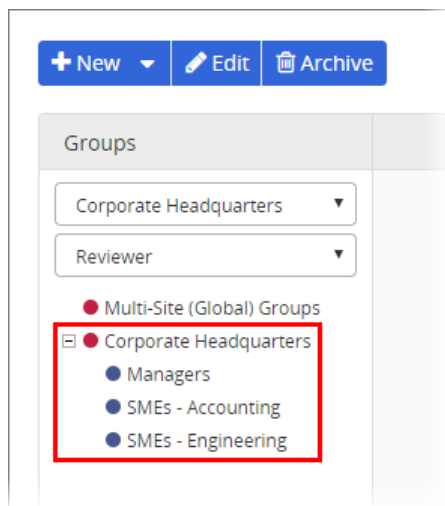 New Edit Archive
Groups
Corporate Headquarters
Reviewer
Multi-Site (Global) Groups
Corporate Headquarters
Managers
SMEs - Accounting
SMEs - Engineering